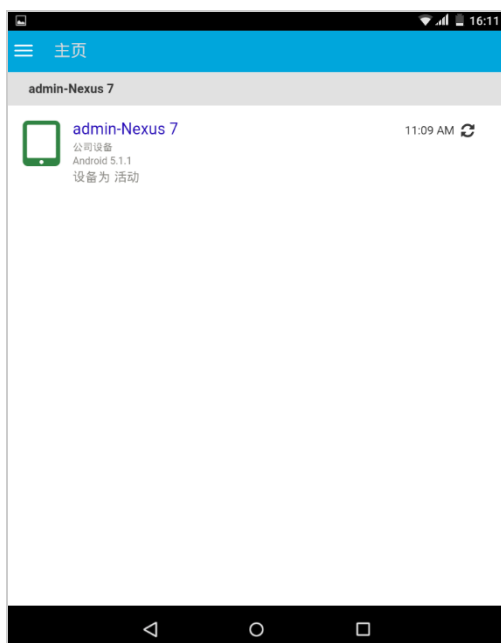 16:11
主页
admin-Nexus 7
admin-Nexus 7
11:09 AM
公司设备
Android 5.1.1
设备为 活动